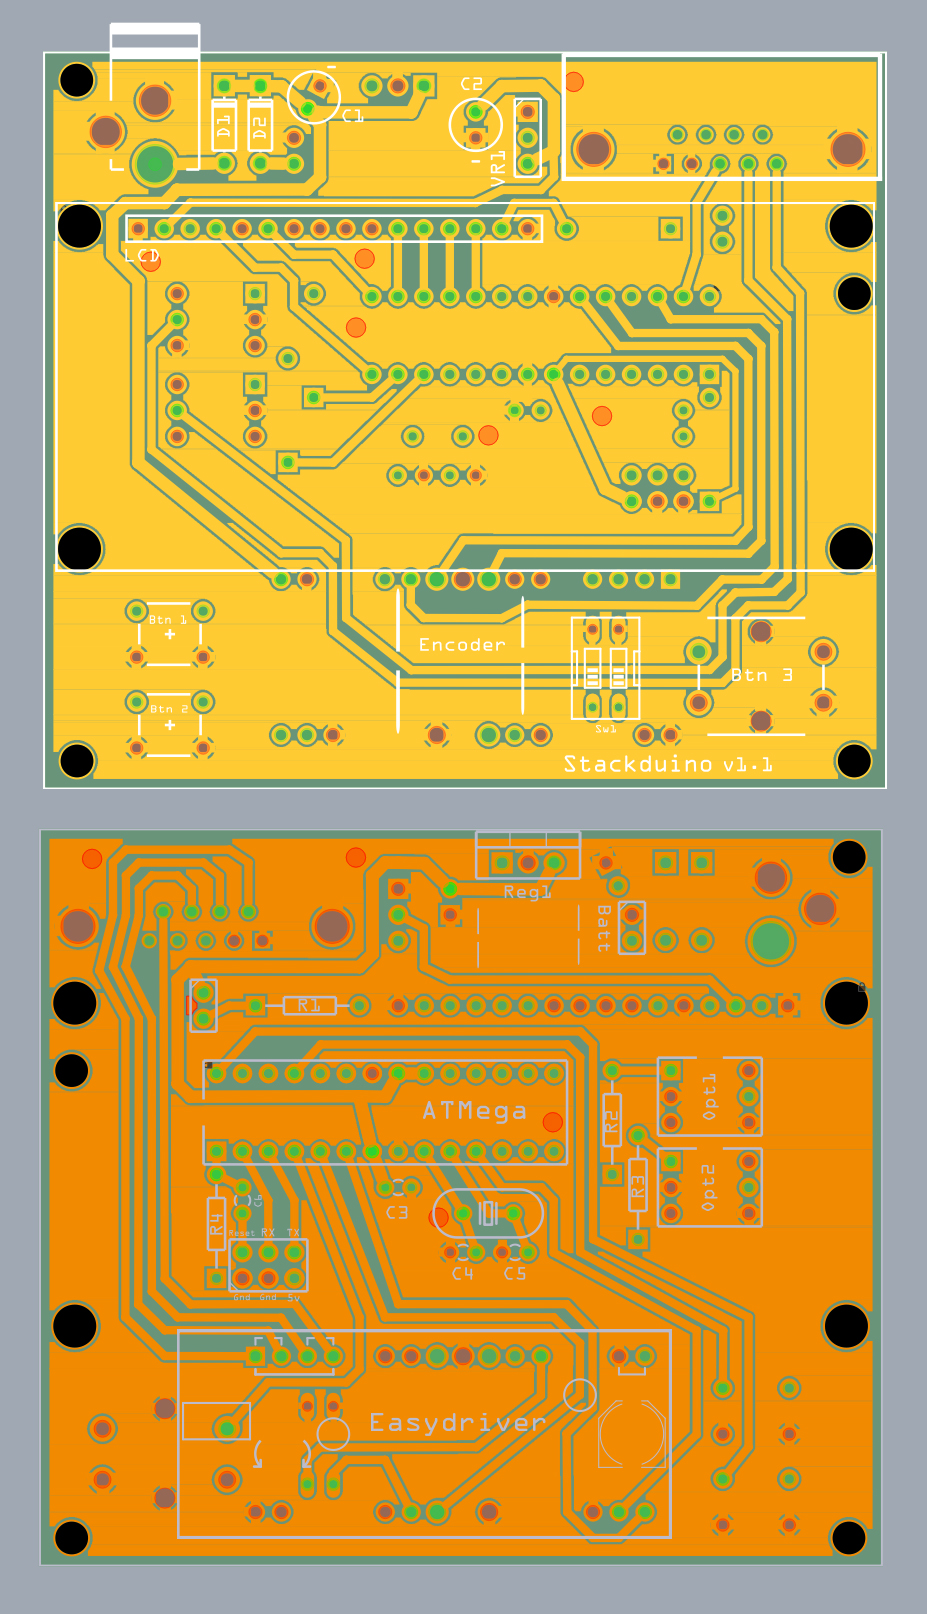 C2
C1
D1
D2
VR1
LCD
Btn 1
Encoder
Btn 3
Btn 2
Sw1
Stackduino v1.1
Reg1
Batt
R1
ATMega
Opt1
R2
R3
Opt2
C6
C3
R4
Reset RX TX
C4 C5
Gnd Gnd 5v
Easydriver